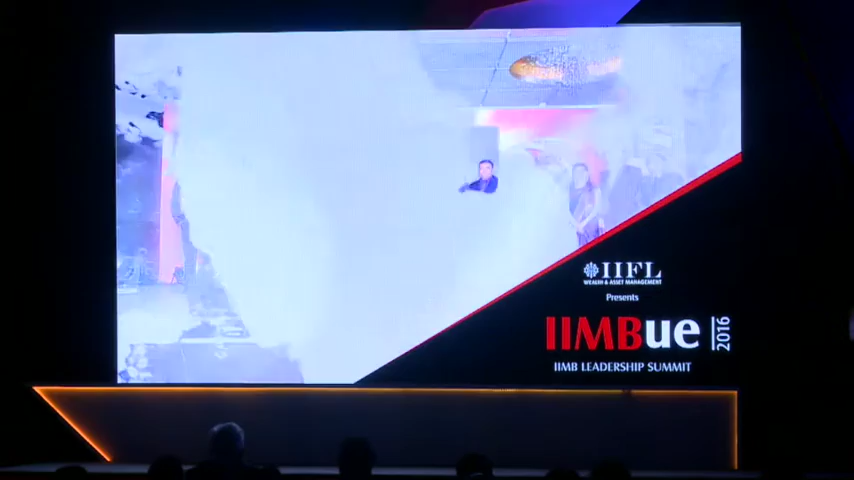 IIFL
WEALTH & ASSET MANAGEMENT
Presents
IIMBue 2016
IIMB LEADERSHIP SUMMIT